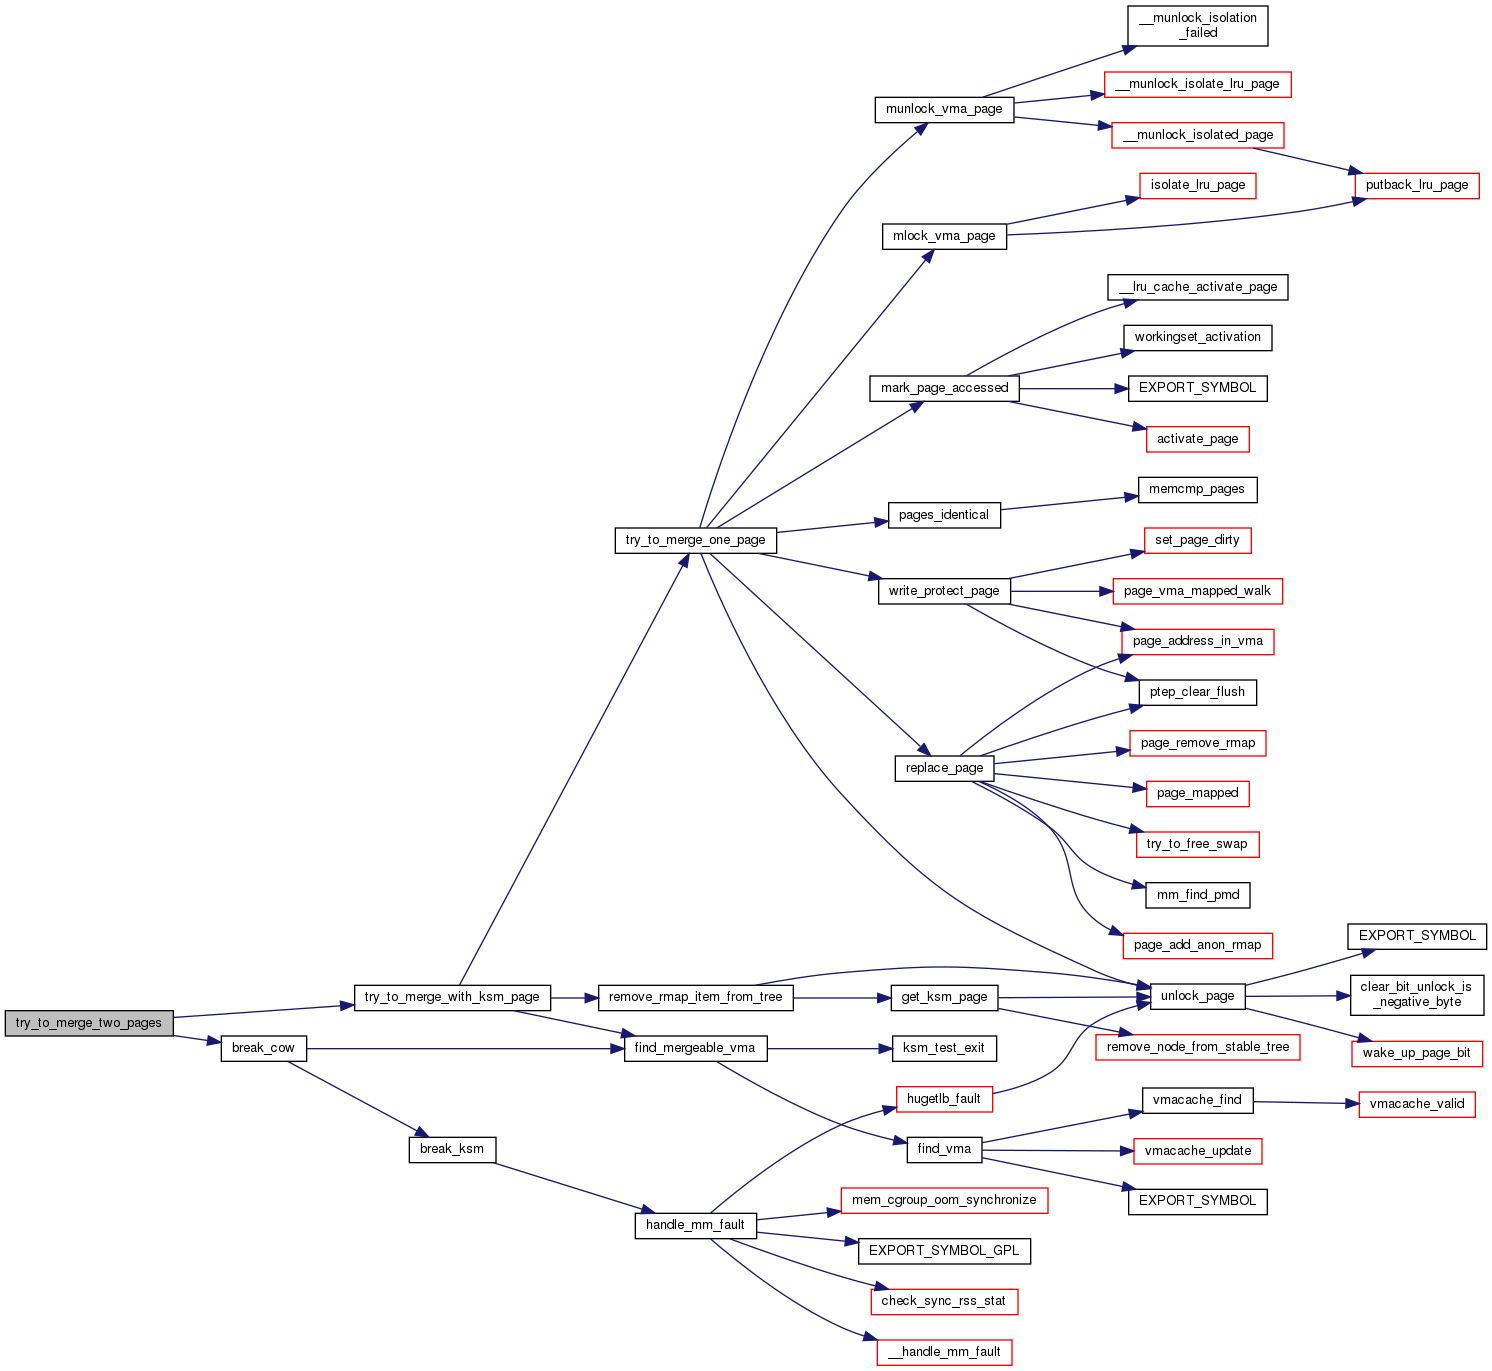 __munlock_isolation
_failed
__munlock_isolate_lru_page
munlock_vma_page
__munlock_isolated_page
isolate_lru_page
putback_lru_page
mlock_vma_page
__lru_cache_activate_page
workingset_activation
mark_page_accessed
EXPORT_SYMBOL
activate_page
memcmp_pages
pages_identical
try_to_merge_one_page
set_page_dirty
write_protect_page
page_vma_mapped_walk
page_address_in_vma
ptep_clear_flush
page_remove_rmap
replace_page
page_mapped
try_to_free_swap
mm_find_pmd
EXPORT_SYMBOL
page_add_anon_rmap
try_to_merge_with_ksm_page
remove_rmap_item_from_tree
get_ksm_page
unlock_page
clear_bit_unlock_is
_negative_byte
try_to_merge_two_pages
break_cow
find_mergeable_vma
ksm_test_exit
remove_node_from_stable_tree
wake_up_page_bit
hugetlb_fault
vmacache_find
vmacache_valid
break_ksm
find_vma
vmacache_update
mem_cgroup_oom_synchronize
EXPORT_SYMBOL
handle_mm_fault
EXPORT_SYMBOL_GPL
check_sync_rss_stat
__handle_mm_fault